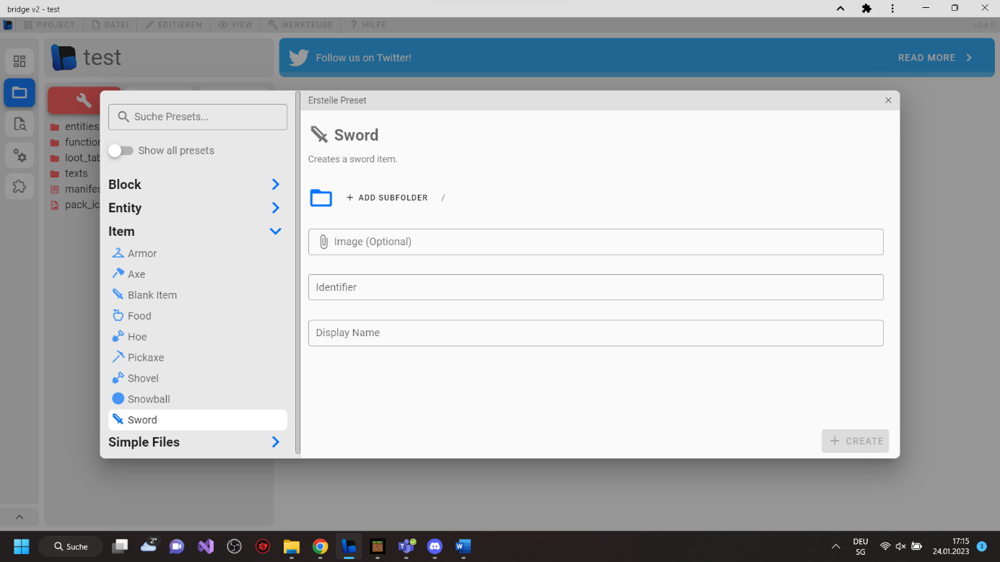 bridge v2 - test
PROJECT DATEI EDITIEREN VIEW WERKZEUGE HILFE v2.6.0
test
Follow us on Twitter! READ MORE
entities
loot_tab
texts
Suche Presets...
Show all presets
Block
Entity
Item
Armor
Axe
Blank Item
Food
Hoe
Pickaxe
Shovel
Snowball
Sword
Simple Files
Erstelle Preset
Sword
Creates a sword item.
+ ADD SUBFOLDER /
Image (Optional)
Identifier
Display Name
+ CREATE
Suche
2°
DEU
SG
17:15
24.01.2023
3